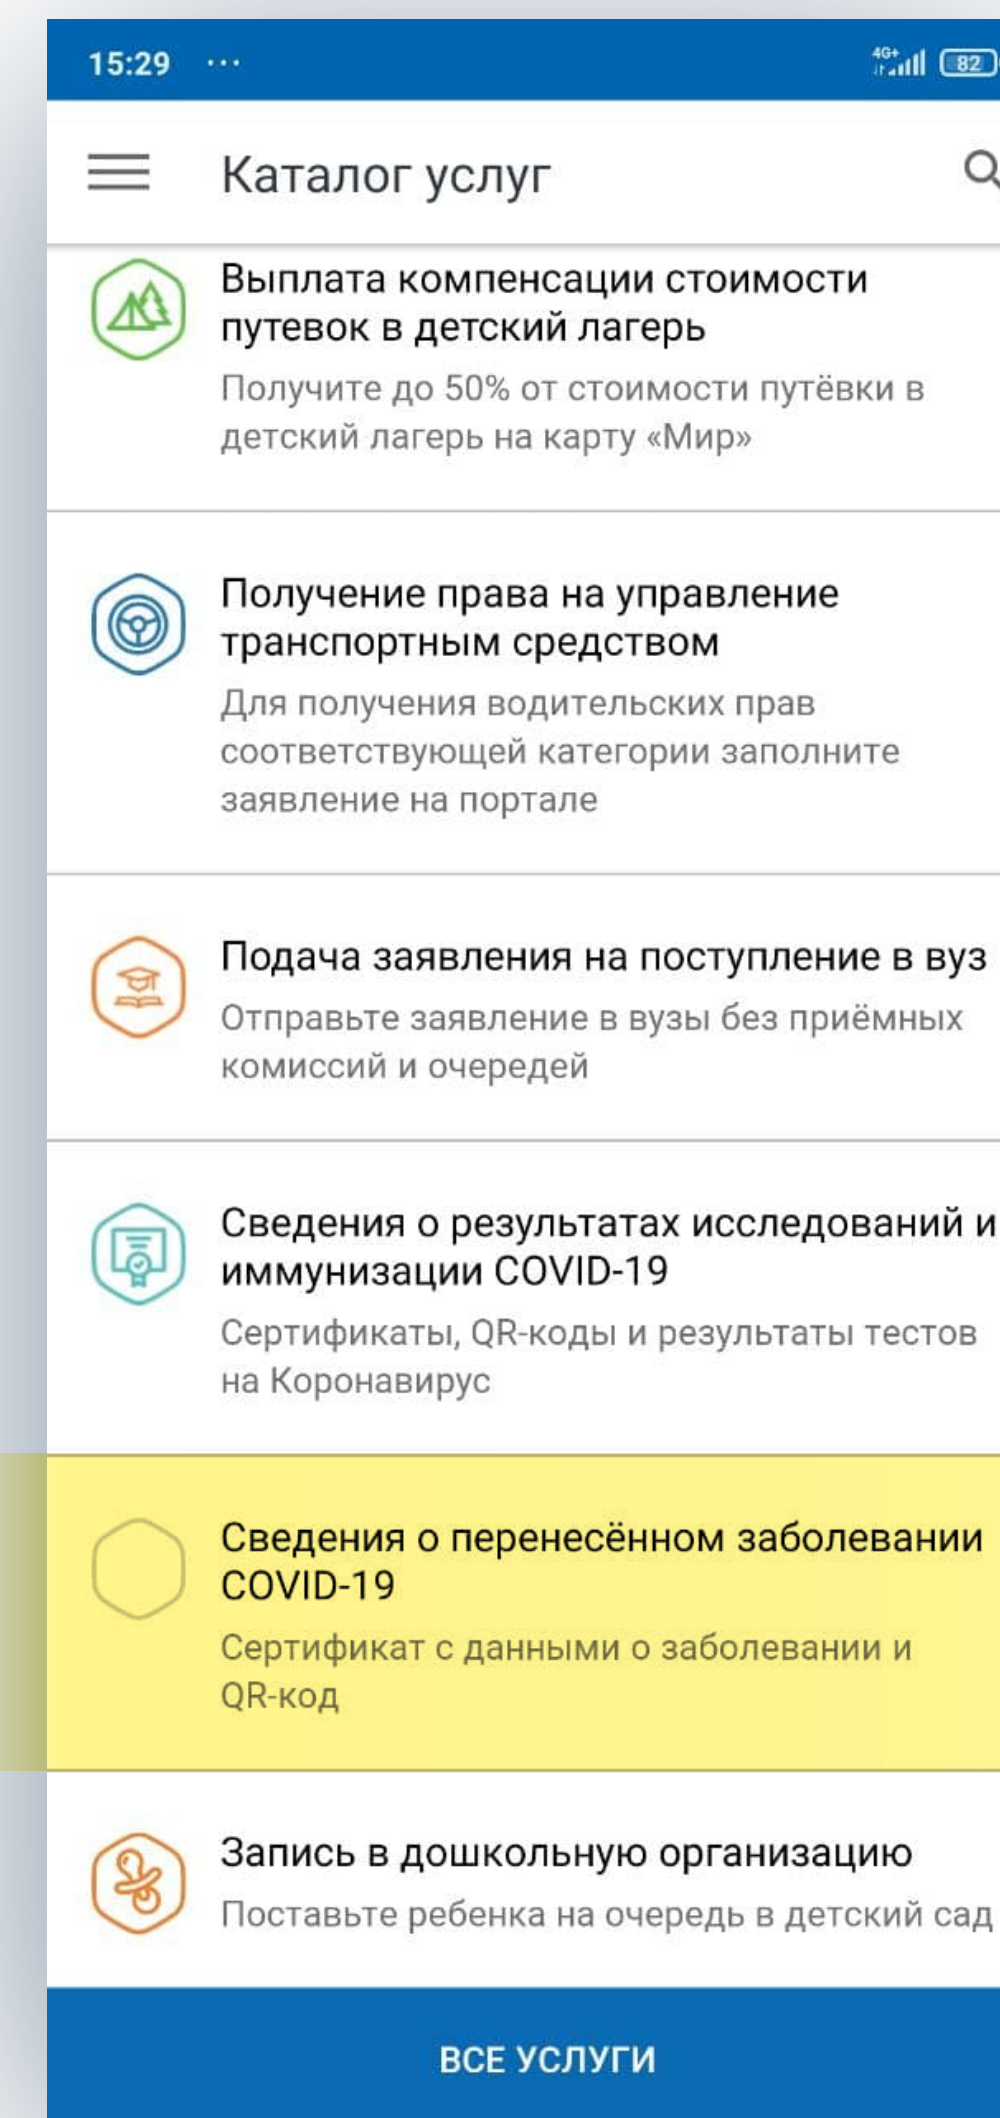 15:29 ...
4G+ 82
Каталог услуг
Выплата компенсации стоимости
путевок в детский лагерь
Получите до 50% от стоимости путёвки в
детский лагерь на карту «Мир»
Получение права на управление
транспортным средством
Для получения водительских прав
соответствующей категории заполните
заявление на портале
Подача заявления на поступление в вуз
Отправьте заявление в вузы без приёмных
комиссий и очередей
Сведения о результатах исследований и
иммунизации COVID-19
Сертификаты, QR-коды и результаты тестов
на Коронавирус
Сведения о перенесённом заболевании
COVID-19
Сертификат с данными о заболевании и
QR-код
Запись в дошкольную организацию
Поставьте ребенка на очередь в детский сад
ВСЕ УСЛУГИ